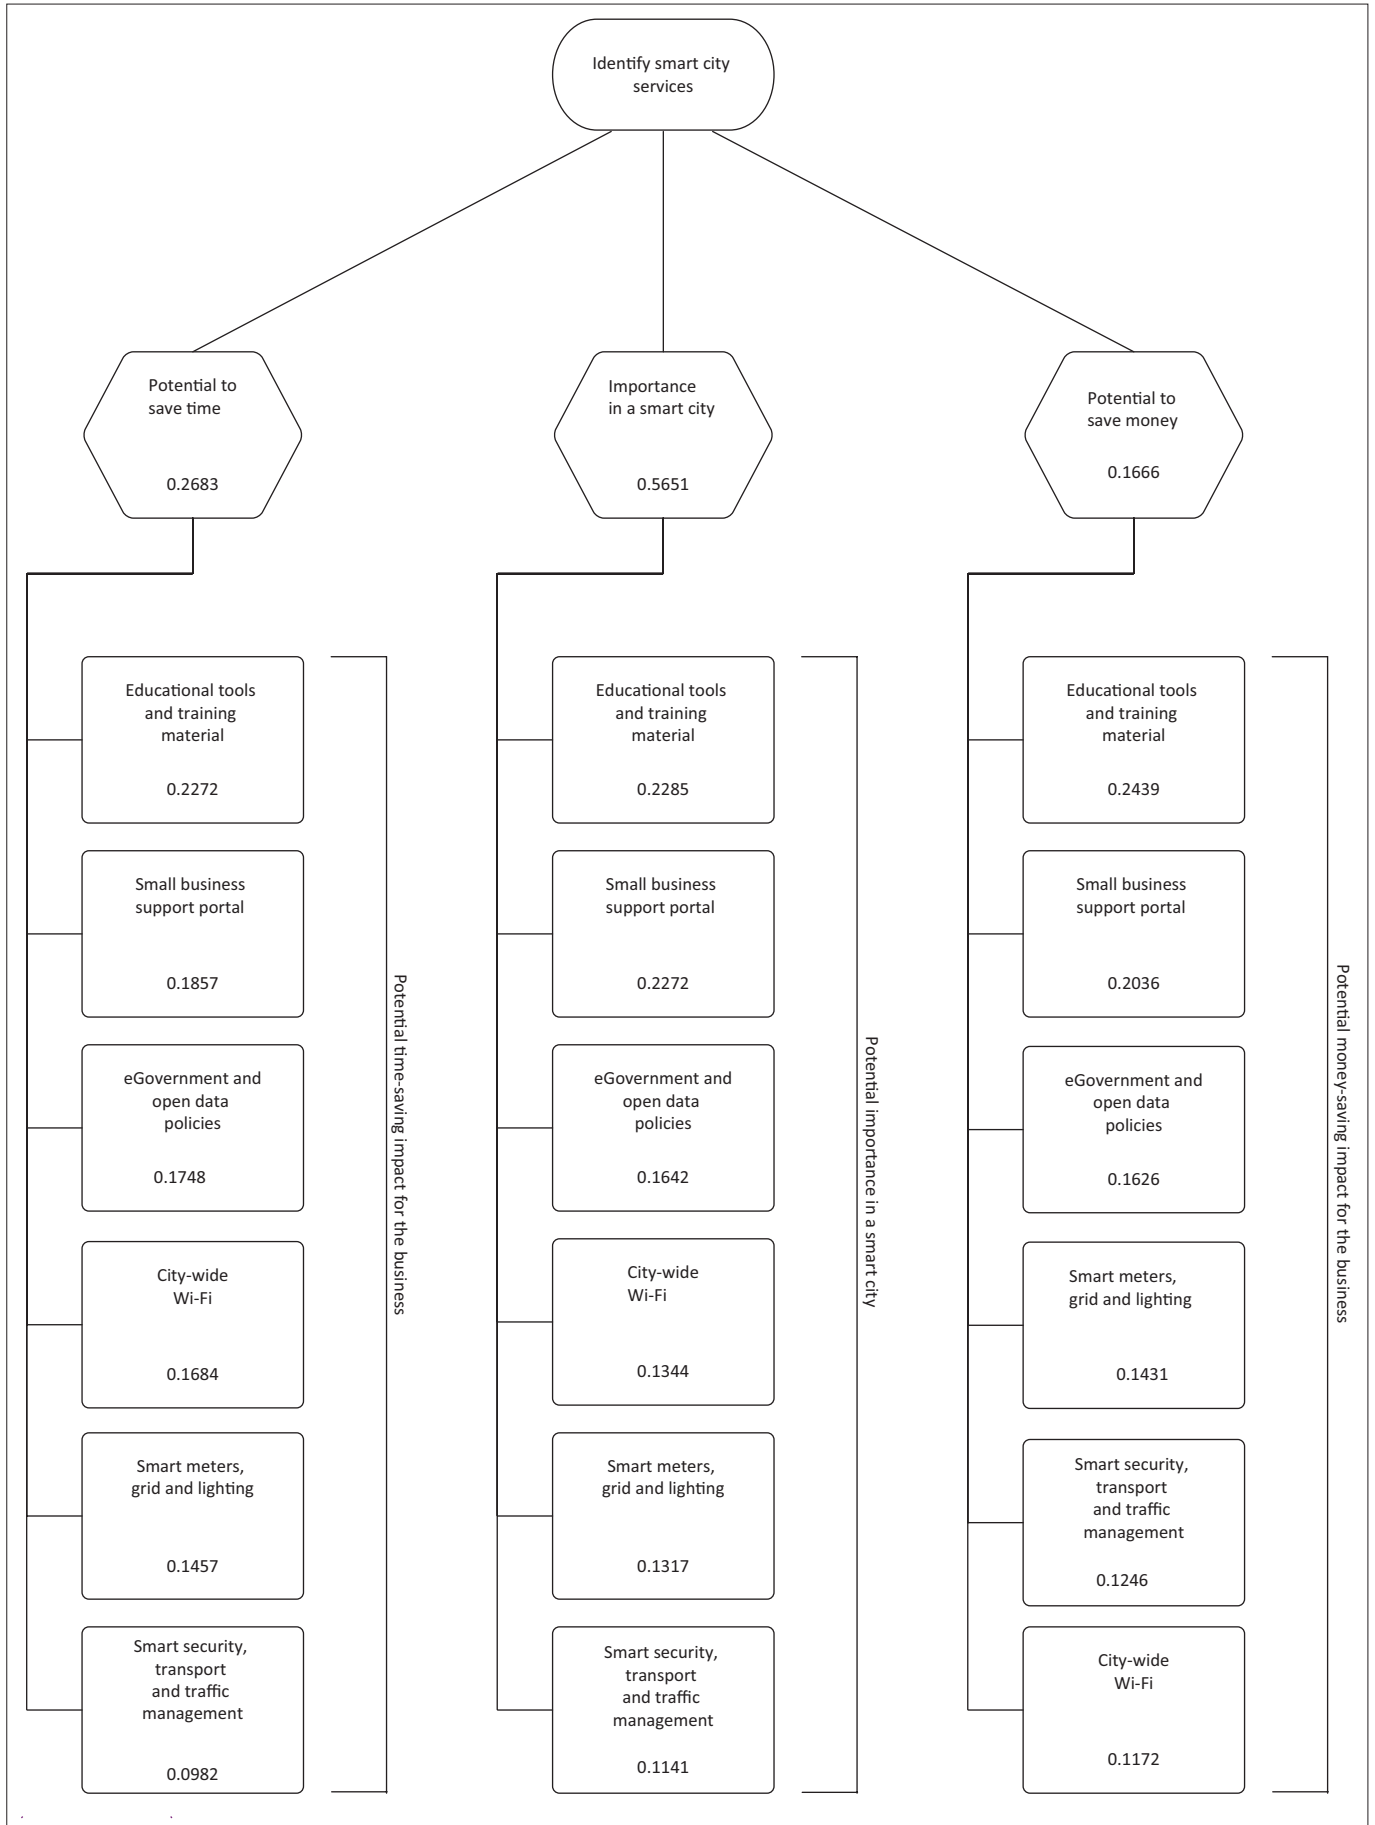 Identify smart city
services
Potential to
save time
0.2683
Importance
in a smart city
0.5651
Potential to
save money
0.1666
Educational tools
and training
material
0.2272
Small business
support portal
0.1857
eGovernment and
open data
policies
0.1748
City-wide
Wi-Fi
0.1684
Smart meters,
grid and lighting
0.1457
Smart security,
transport
and traffic
management
0.0982
Potential time-saving impact for the business
Educational tools
and training
material
0.2285
Small business
support portal
0.2272
eGovernment and
open data
policies
0.1642
City-wide
Wi-Fi
0.1344
Smart meters,
grid and lighting
0.1317
Smart security,
transport
and traffic
management
0.1141
Potential importance in a smart city
Educational tools
and training
material
0.2439
Small business
support portal
0.2036
eGovernment and
open data
policies
0.1626
Smart meters,
grid and lighting
0.1431
Smart security,
transport
and traffic
management
0.1246
City-wide
Wi-Fi
0.1172
Potential money-saving impact for the business